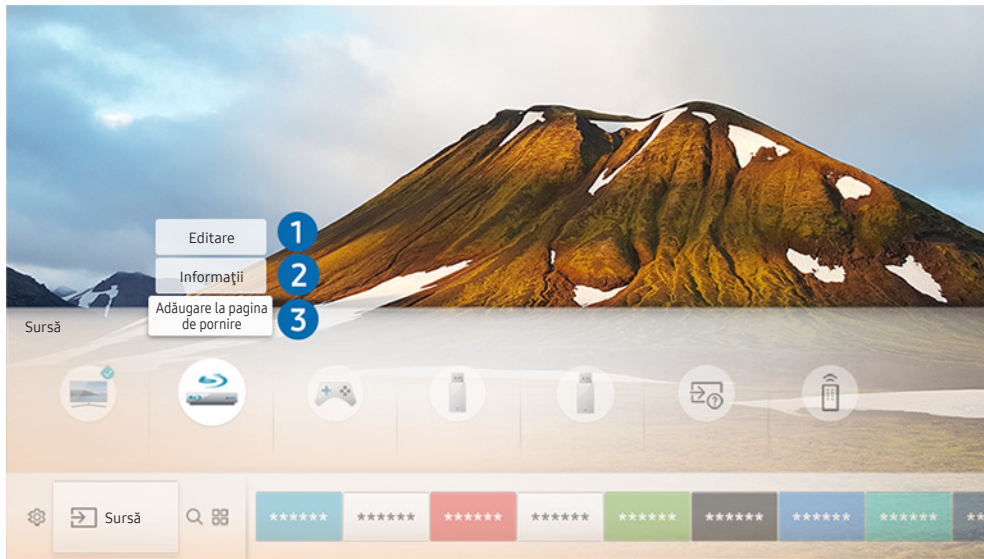 Editare
1
Informaţii
2
Adăugare la pagina
de pornire
3
Sursă
Sursă
******
******
******
******
******
******
******
******
**